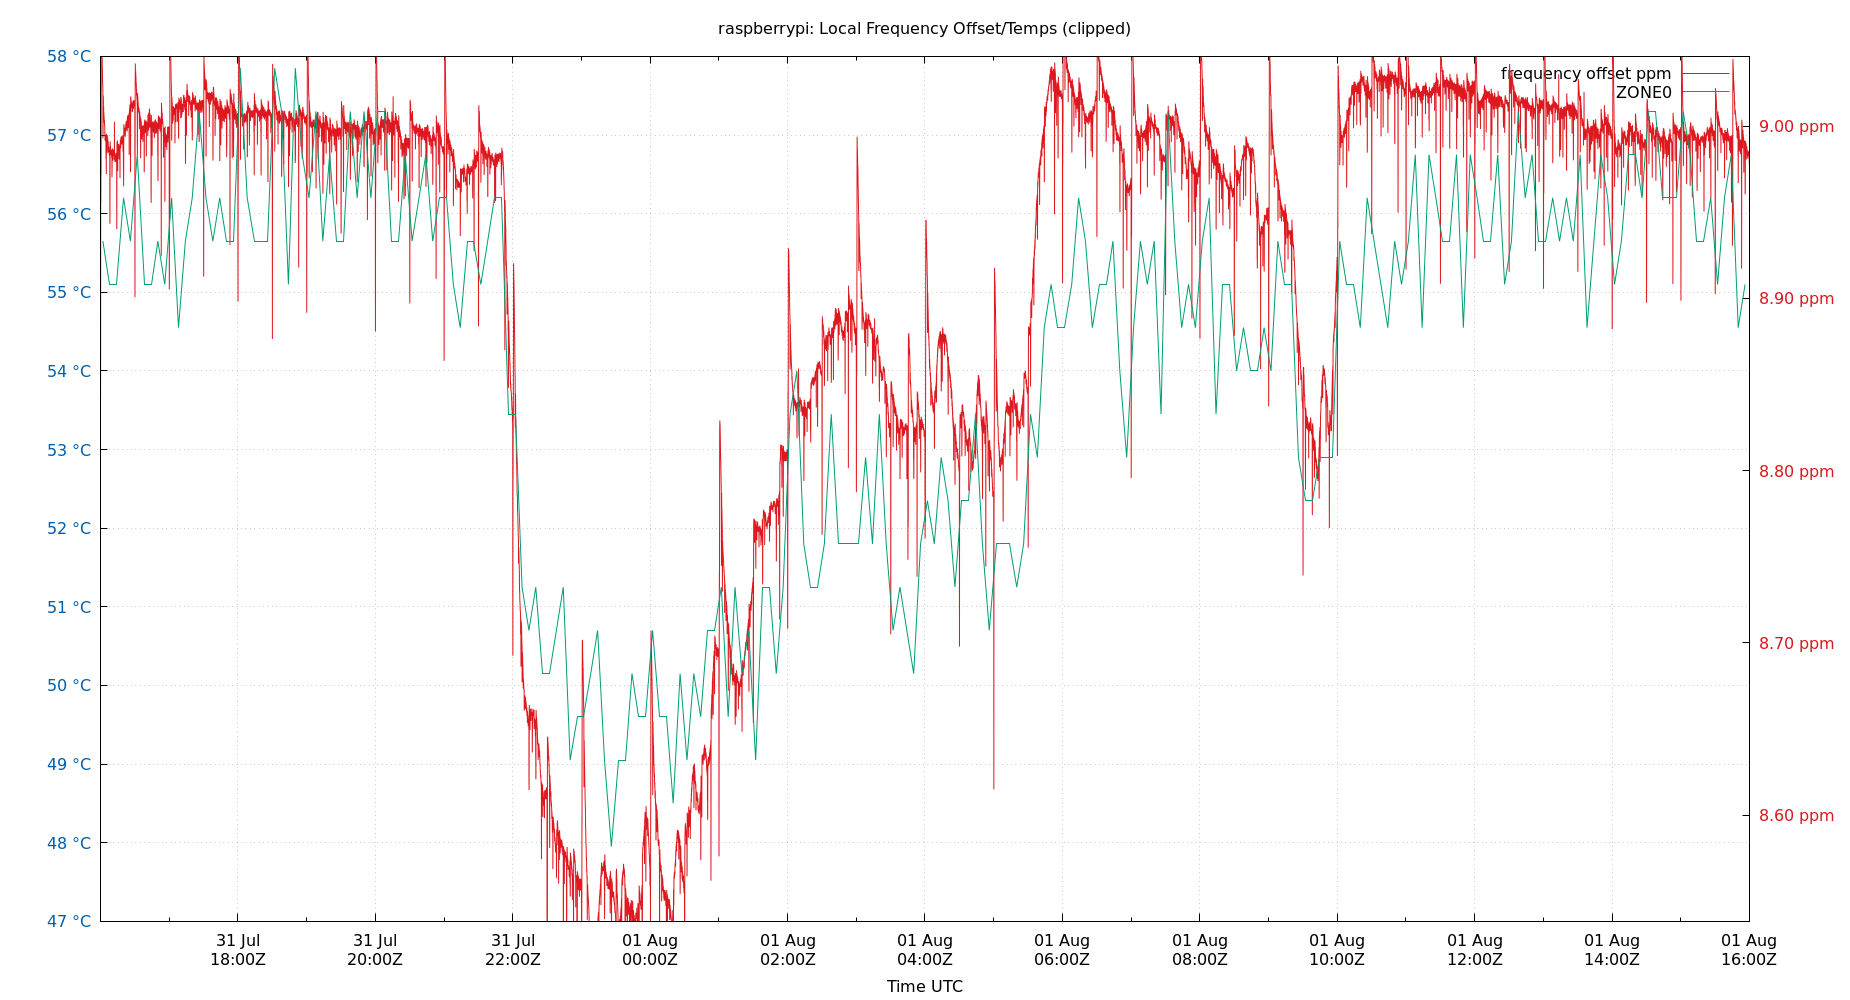 raspberrypi: Local Frequency Offset/Temps (clipped)
58 °C
57 °C
56 °C
55 °C
54 °C
53 °C
52 °C
51 °C
50 °C
49 °C
48 °C
47 °C
frequency offset ppm
ZONE0
9.00 ppm
8.90 ppm
8.80 ppm
8.70 ppm
8.60 ppm
31 Jul
18:00Z
31 Jul
20:00Z
31 Jul
22:00Z
01 Aug
00:00Z
01 Aug
02:00Z
01 Aug
04:00Z
01 Aug
06:00Z
01 Aug
08:00Z
01 Aug
10:00Z
01 Aug
12:00Z
01 Aug
14:00Z
01 Aug
16:00Z
Time UTC